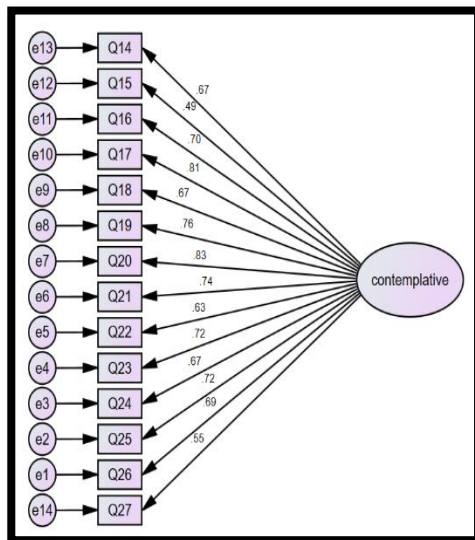 e13 Q14
.67
e12 Q15
.49
e11 Q16
.70
e10 Q17
.81
e9 Q18
.67
e8 Q19
.76
e7 Q20
.83
e6 Q21
.74
contemplative
e5 Q22
.63
e4 Q23
.72
e3 Q24
.67
.72
e2 Q25
.69
e1 Q26
.55
e14 Q27